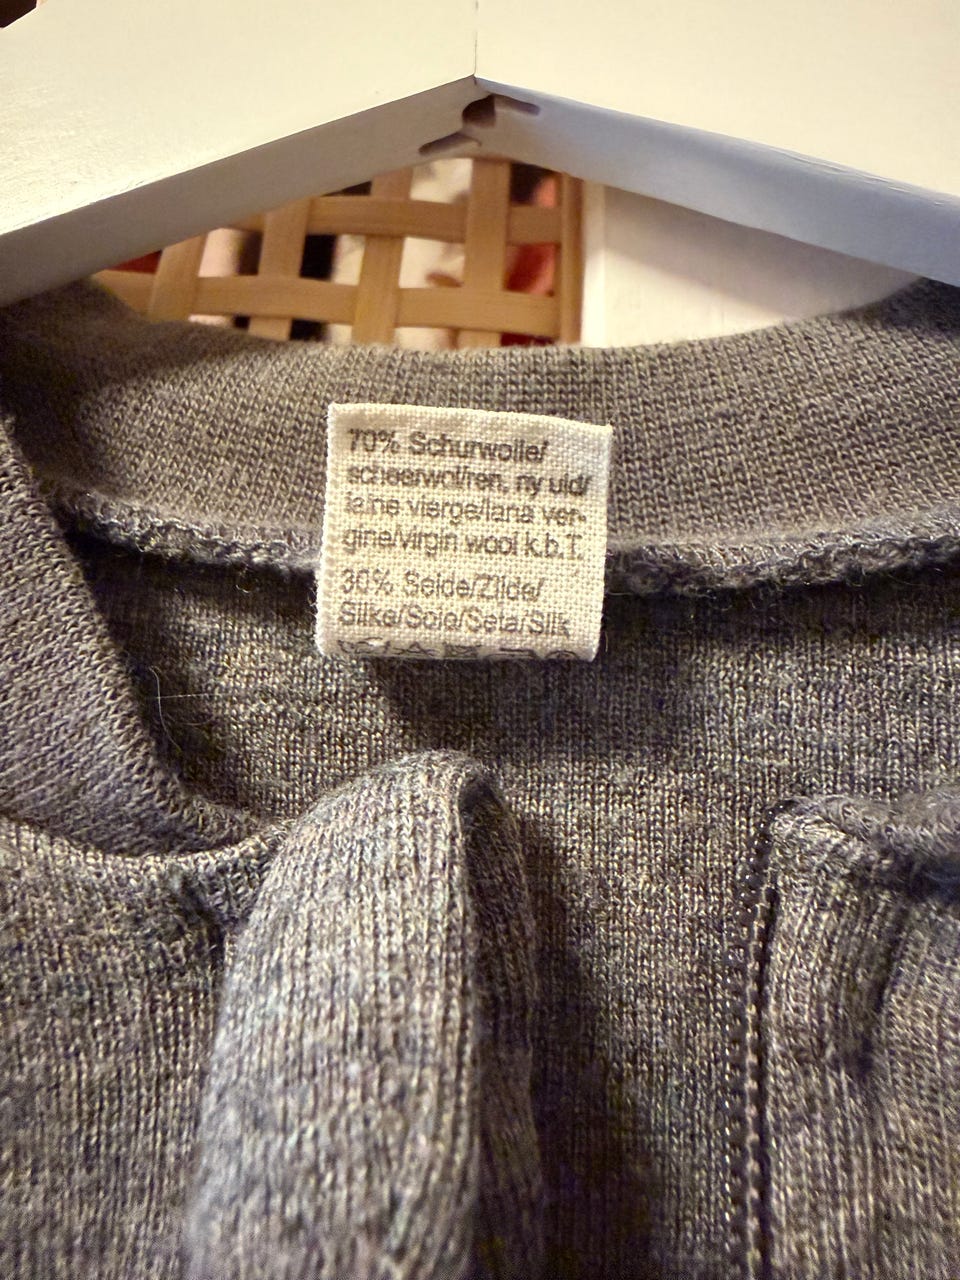 70% Schurwolle/
scheerwol/ren, ny uld/
laine vierge/lana ver-
gine/virgin wool k.b.T.
30% Seide/Zijde/
Silke/Soie/Seta/Silk